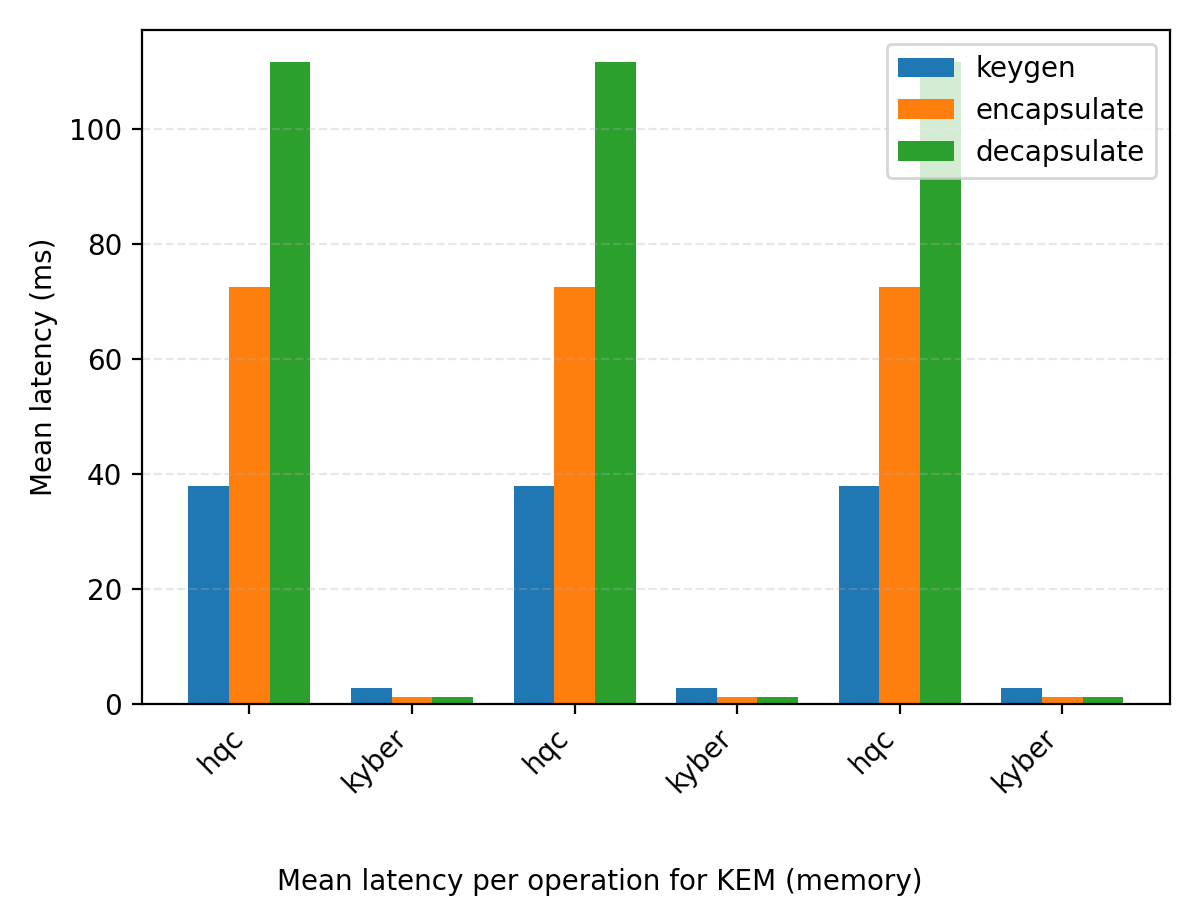 keygen
encapsulate
decapsulate
Mean latency (ms)
100
80
60
40
20
0
hqc
kyber
hqc
kyber
hqc
kyber
Mean latency per operation for KEM (memory)